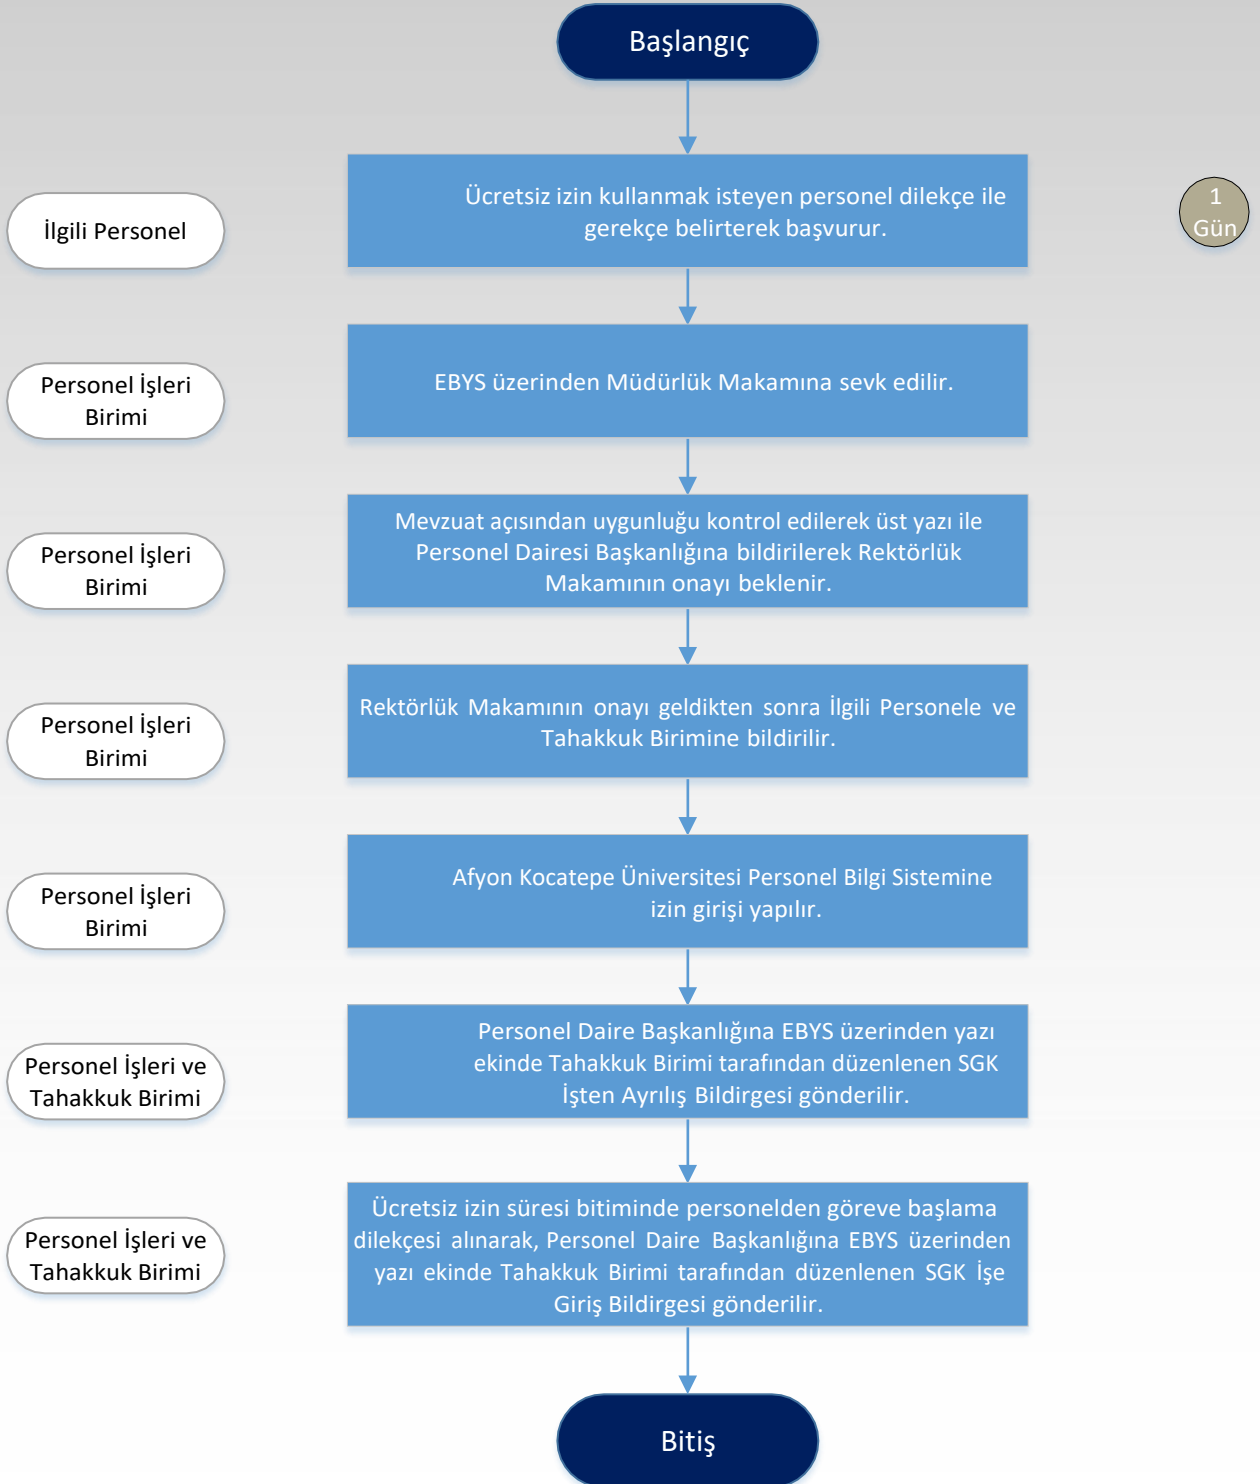 Başlangıç
İlgili Personel
Ücretsiz izin kullanmak isteyen personel dilekçe ile
gerekçe belirterek başvurur.
1
Gün
Personel İşleri
Birimi
EBYS üzerinden Müdürlük Makamına sevk edilir.
Personel İşleri
Birimi
Mevzuat açısından uygunluğu kontrol edilerek üst yazı ile
Personel Dairesi Başkanlığına bildirilerek Rektörlük
Makamının onayı beklenir.
Personel İşleri
Birimi
Rektörlük Makamının onayı geldikten sonra İlgili Personele ve
Tahakkuk Birimine bildirilir.
Personel İşleri
Birimi
Afyon Kocatepe Üniversitesi Personel Bilgi Sistemine
izin girişi yapılır.
Personel İşleri ve
Tahakkuk Birimi
Personel Daire Başkanlığına EBYS üzerinden yazı
ekinde Tahakkuk Birimi tarafından düzenlenen SGK
İşten Ayrılış Bildirgesi gönderilir.
Personel İşleri ve
Tahakkuk Birimi
Ücretsiz izin süresi bitiminde personelden göreve başlama
dilekçesi alınarak, Personel Daire Başkanlığına EBYS üzerinden
yazı ekinde Tahakkuk Birimi tarafından düzenlenen SGK İşe
Giriş Bildirgesi gönderilir.
Bitiş